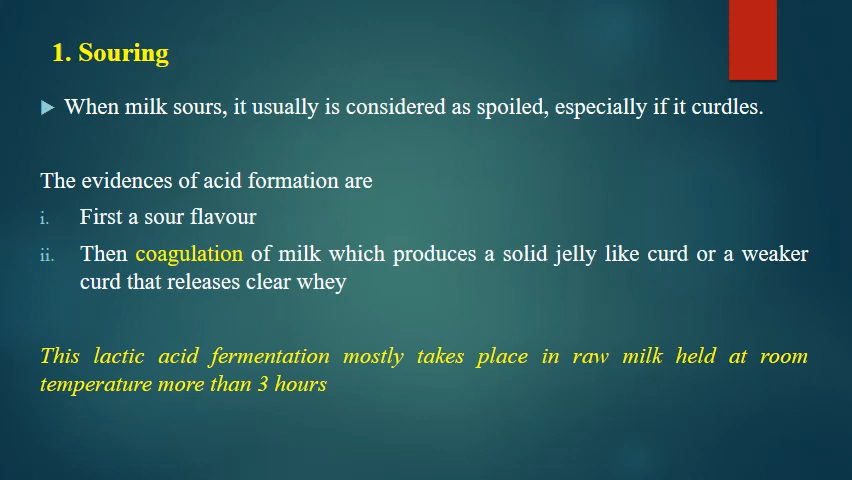 1. Souring
When milk sours, it usually is considered as spoiled, especially if it curdles.
The evidences of acid formation are
i. First a sour flavour
ii. Then coagulation of milk which produces a solid jelly like curd or a weaker
curd that releases clear whey
This lactic acid fermentation mostly takes place in raw milk held at room
temperature more than 3 hours